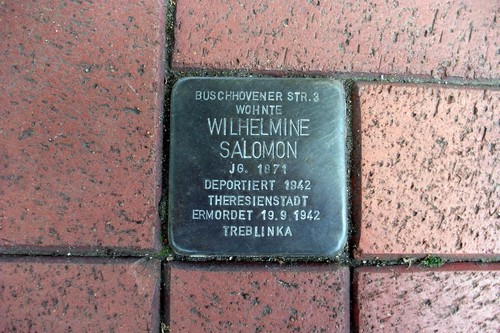 BUSCHHOVENER STR. 3
WOHNTE
WILHELMINE
SALOMON
JG. 1871
DEPORTIERT 1942
THERESIENSTADT
ERMORDET 19.9.1942
TREBLINKA